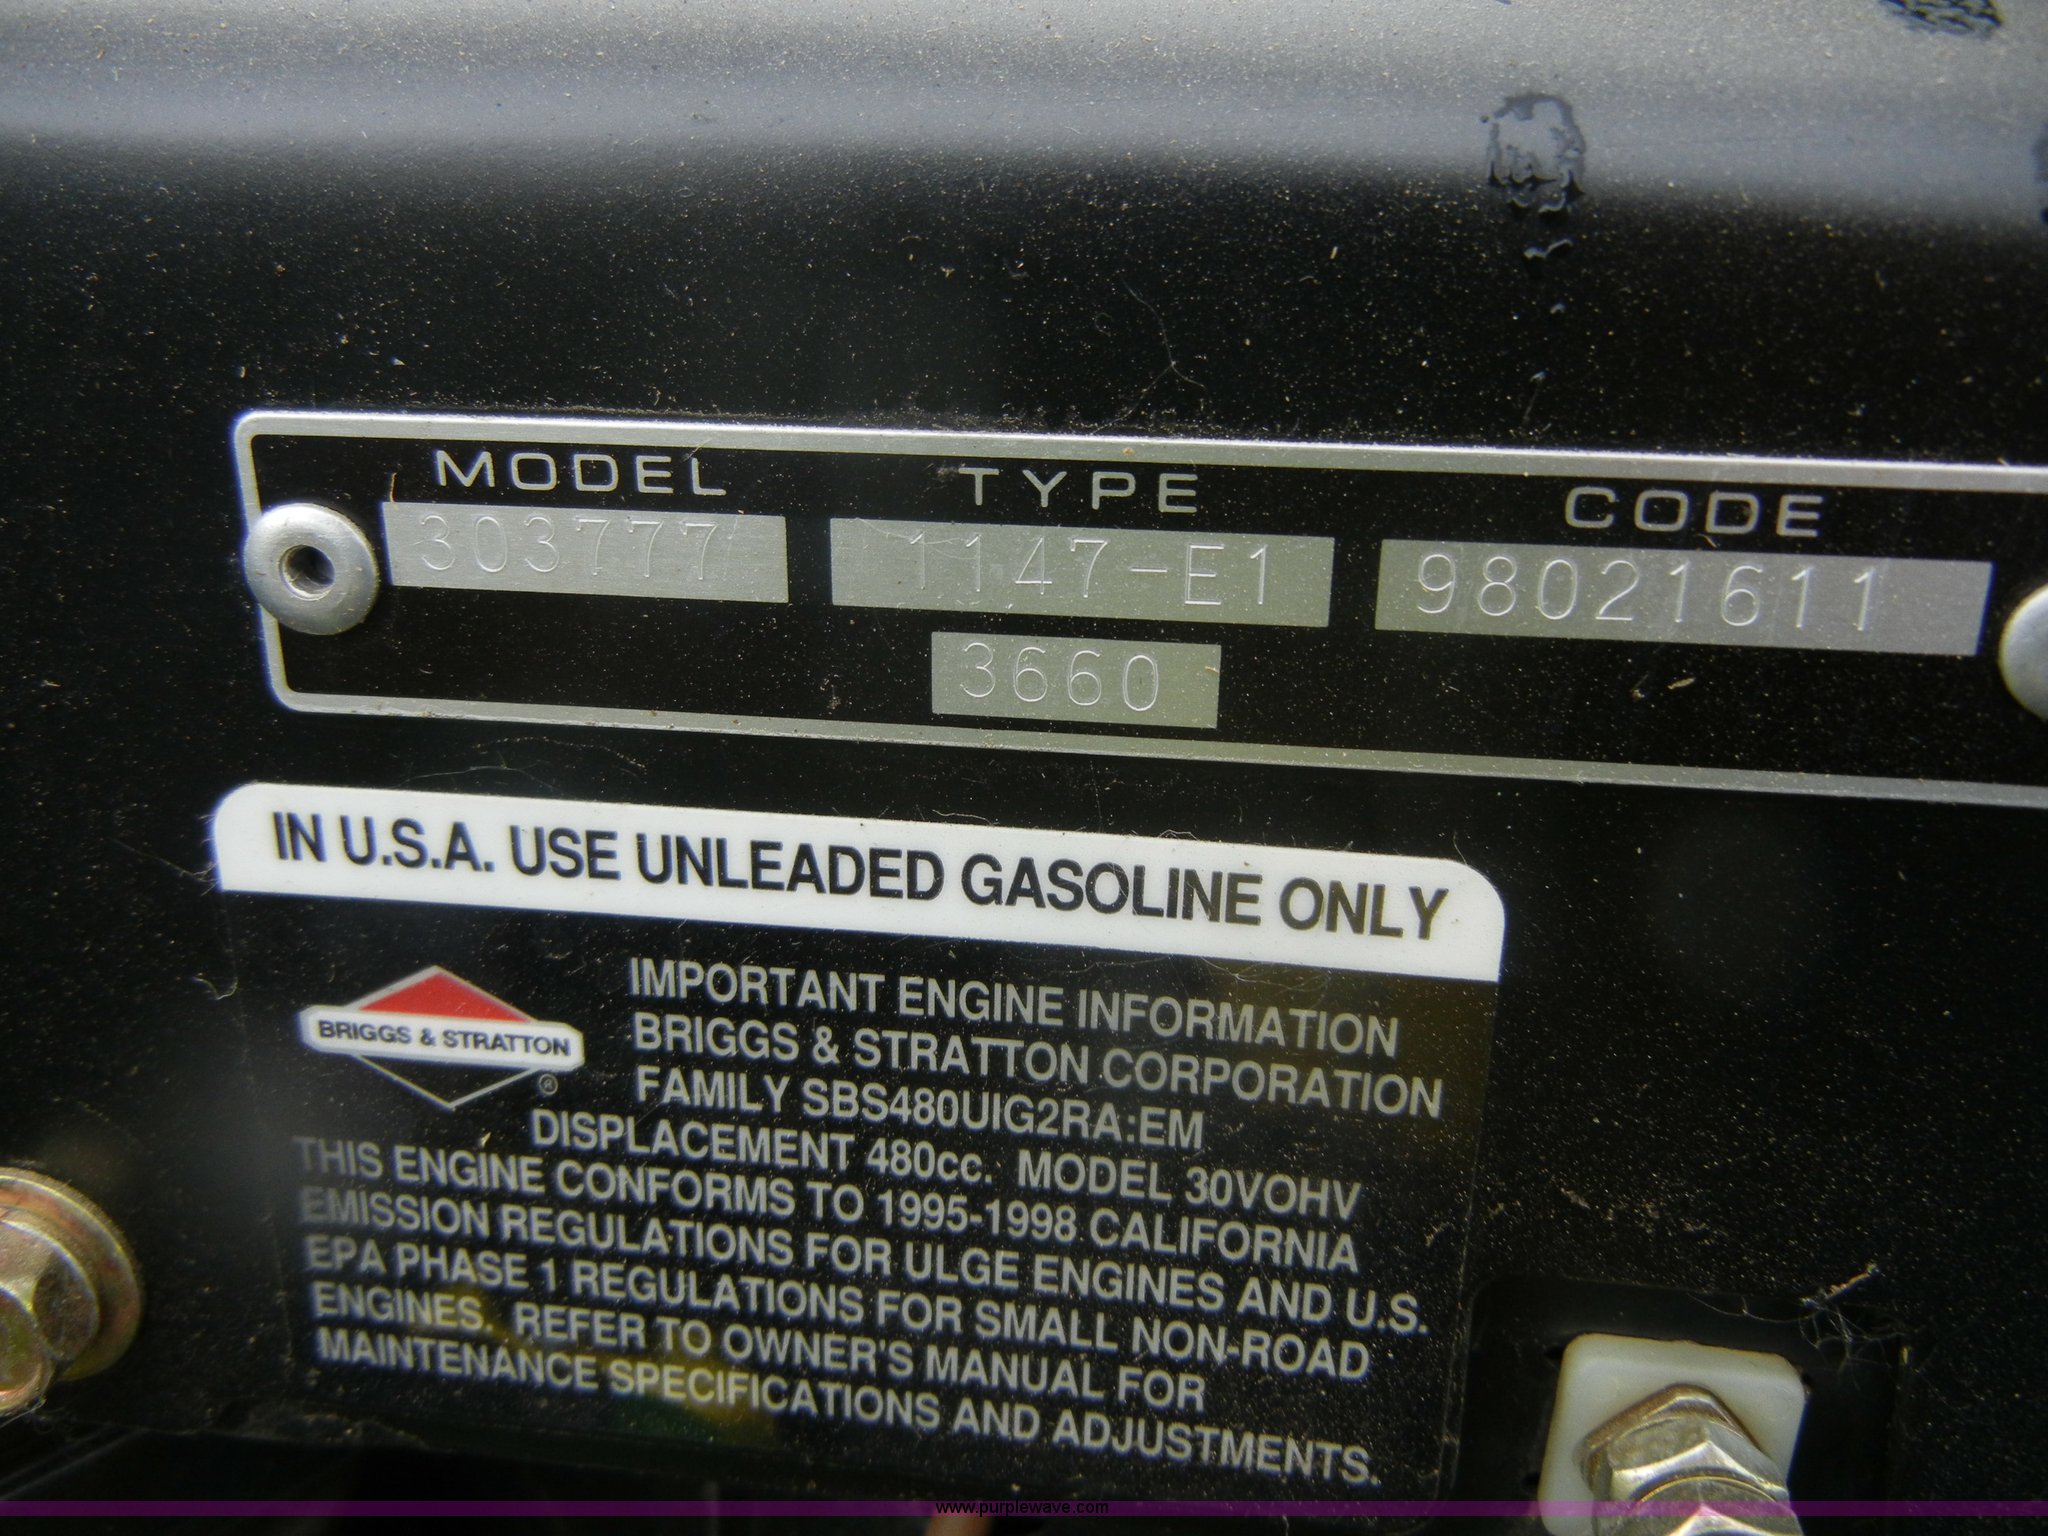 MODEL TYPE CODE
303777 1147-E1 98021611
3660
IN U.S.A. USE UNLEADED GASOLINE ONLY
BRIGGS & STRATTON
®
IMPORTANT ENGINE INFORMATION
BRIGGS & STRATTON CORPORATION
FAMILY SBS480UIG2RA:EM
DISPLACEMENT 480cc. MODEL 30VOHV
THIS ENGINE CONFORMS TO 1995-1998 CALIFORNIA
EMISSION REGULATIONS FOR ULGE ENGINES AND U.S.
EPA PHASE 1 REGULATIONS FOR SMALL NON-ROAD
ENGINES. REFER TO OWNER'S MANUAL FOR
MAINTENANCE SPECIFICATIONS AND ADJUSTMENTS.
www.purplewave.com